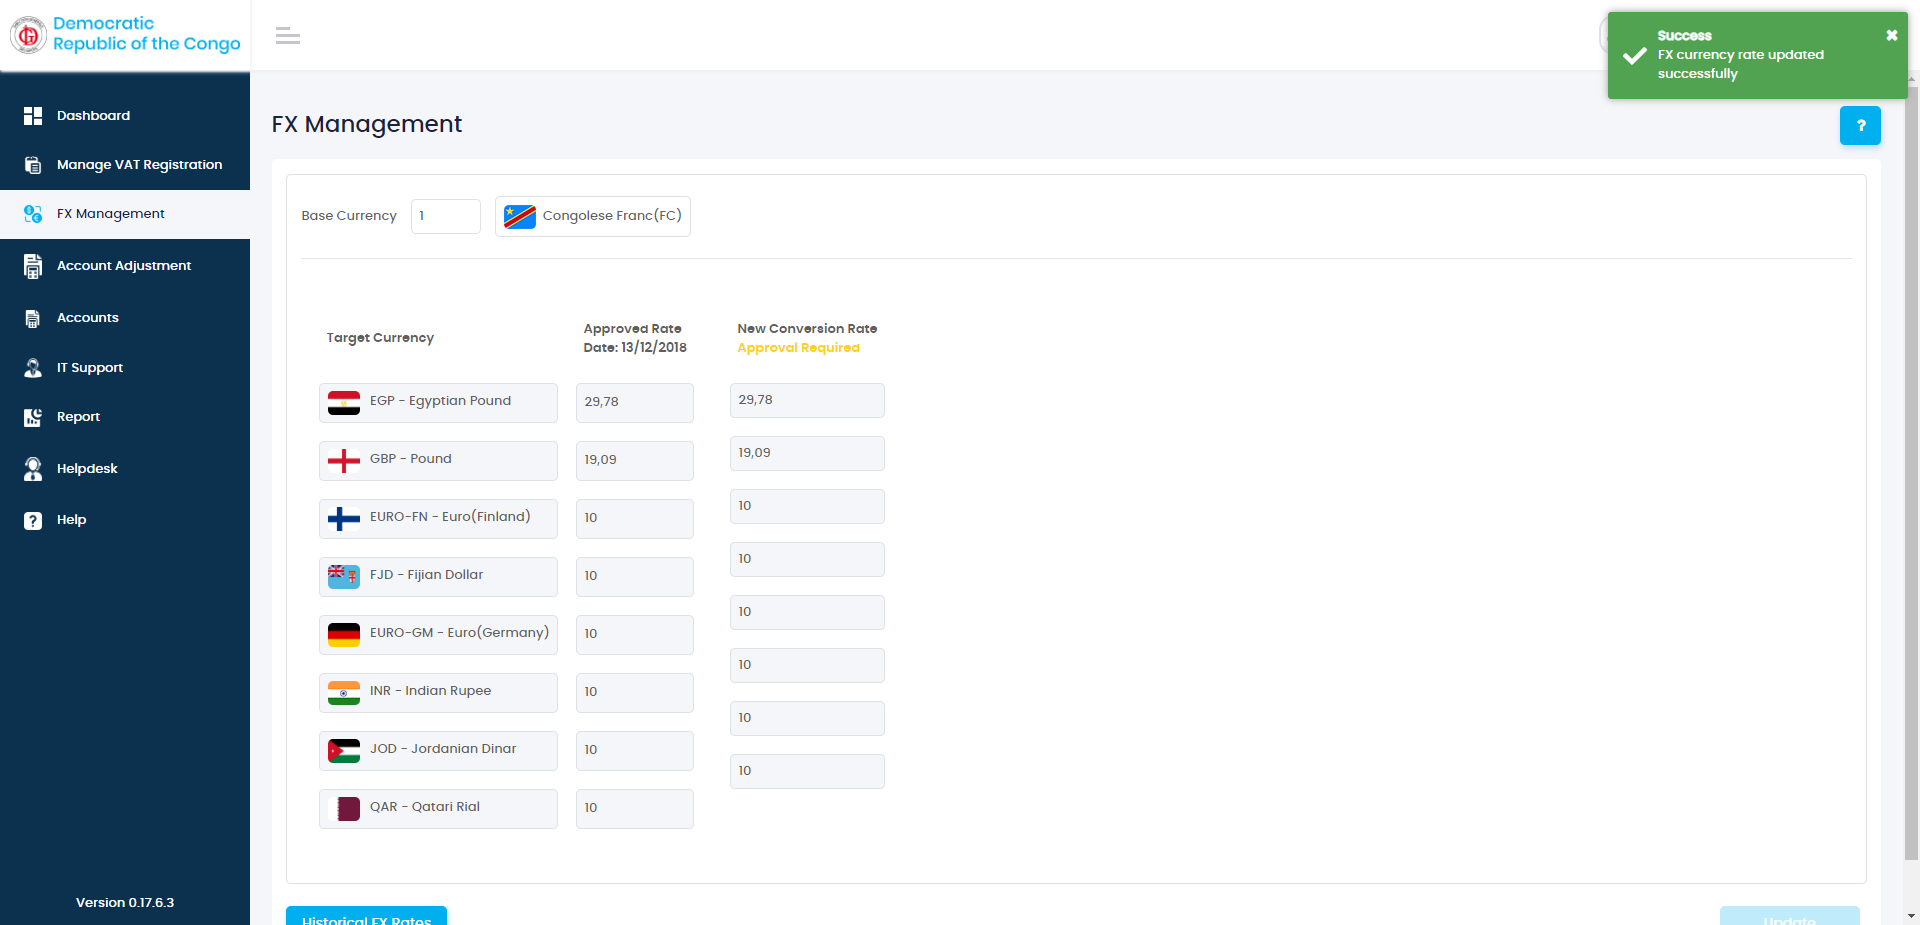 Democratic
Republic of the Congo
Success
FX currency rate updated
successfully
Dashboard
Manage VAT Registration
FX Management
Account Adjustment
Accounts
IT Support
Report
Helpdesk
Help
Version 0.17.6.3
FX Management
?
Base Currency
1
Congolese Franc(FC)
Target Currency
Approved Rate
Date: 13/12/2018
New Conversion Rate
Approval Required
EGP - Egyptian Pound
29,78
29,78
GBP - Pound
19,09
19,09
EURO-FN - Euro(Finland)
10
10
FJD - Fijian Dollar
10
10
EURO-GM - Euro(Germany)
10
10
INR - Indian Rupee
10
10
JOD - Jordanian Dinar
10
10
QAR - Qatari Rial
10
10
Historical FX Rates
Update